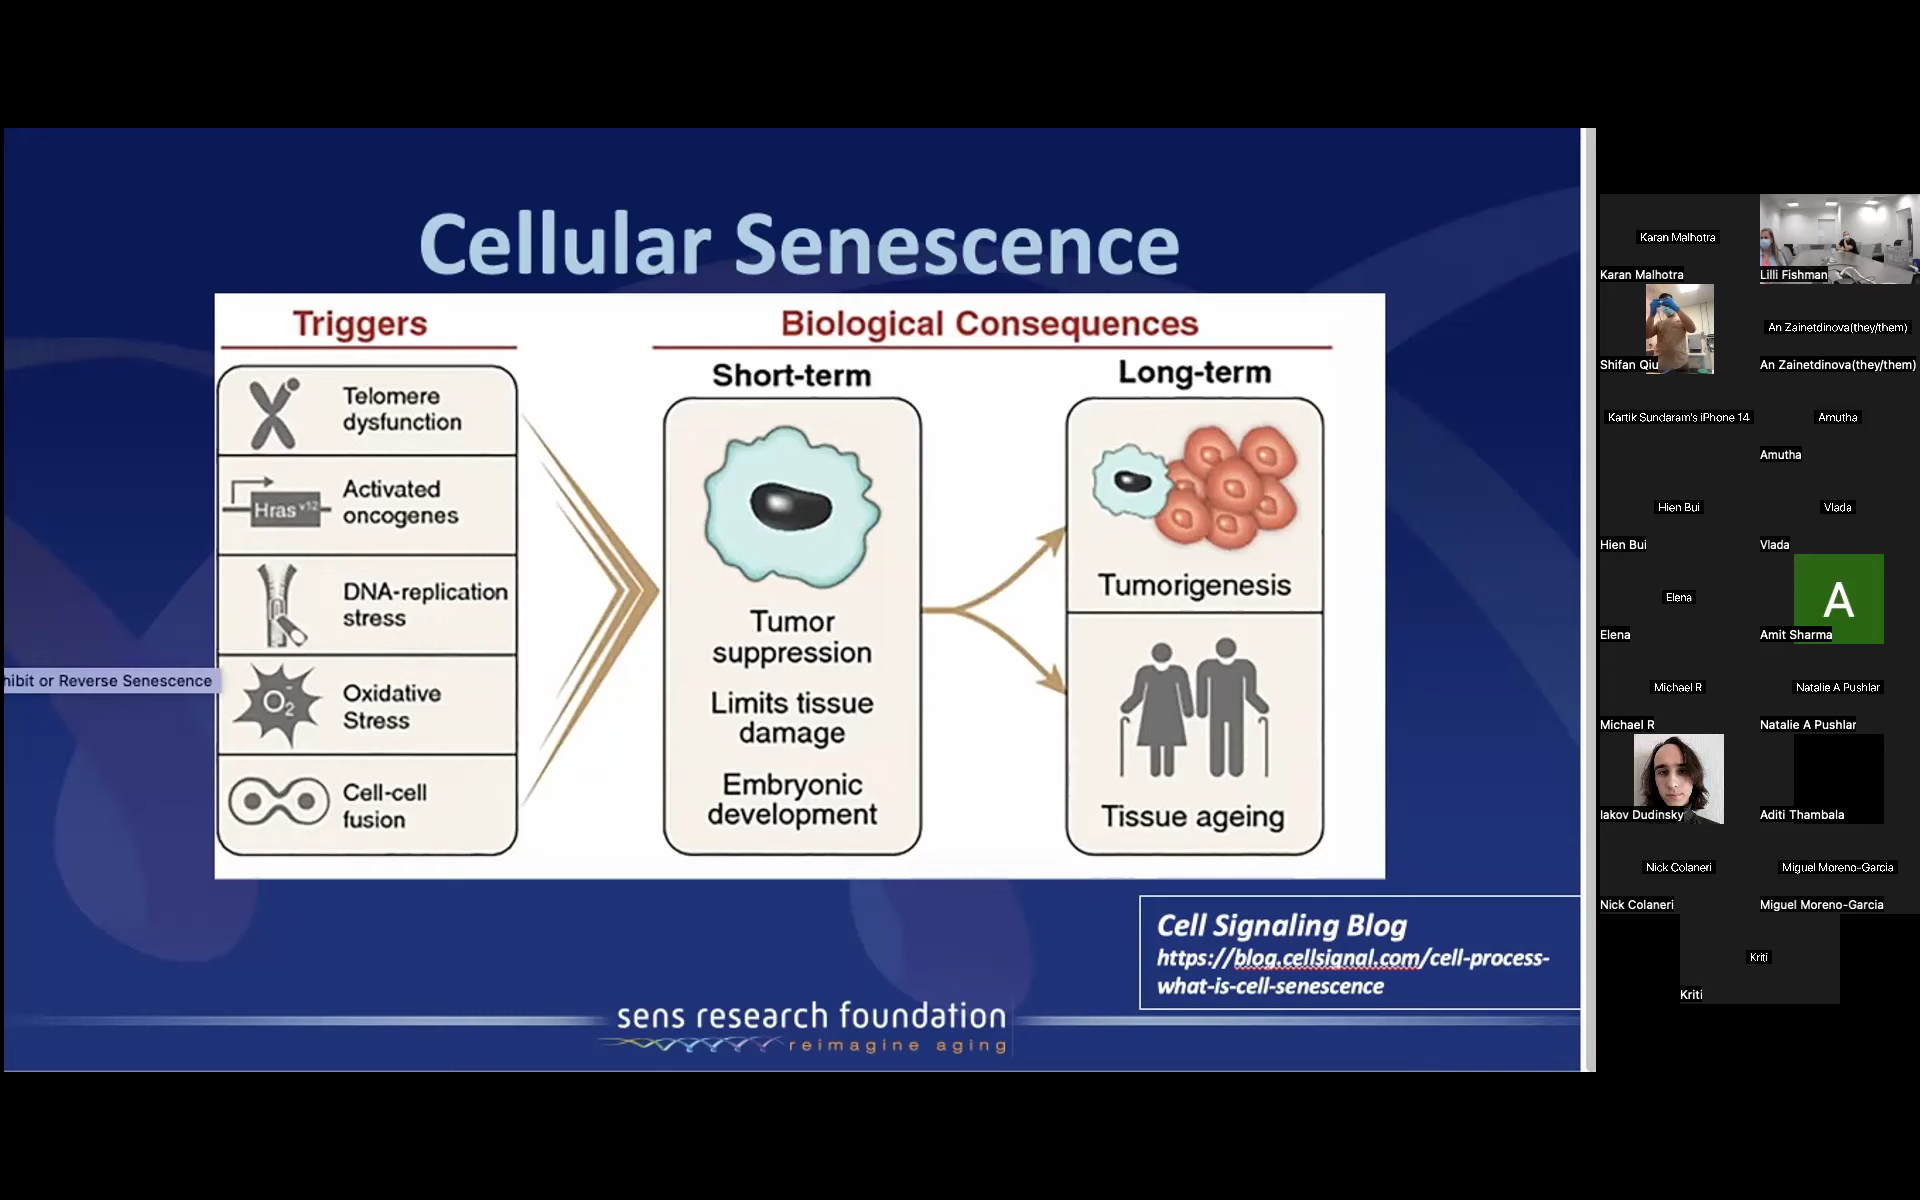 Cellular Senescence
Triggers
Biological Consequences
Short-term
Long-term
Telomere
dysfunction
Hras v12
Activated
oncogenes
DNA-replication
stress
O2-
Oxidative
Stress
Cell-cell
fusion
Tumor
suppression
Limits tissue
damage
Embryonic
development
Tumorigenesis
Tissue ageing
hibit or Reverse Senescence
Cell Signaling Blog
https://blog.cellsignal.com/cell-process-
what-is-cell-senescence
sens research foundation
reimagine aging
Karan Malhotra
Karan Malhotra
Lilli Fishman
Shifan Qiu
An Zainetdinova(they/them)
An Zainetdinova(they/them)
Kartik Sundaram's iPhone 14
Amutha
Amutha
Hien Bui
Hien Bui
Vlada
Vlada
Elena
Elena
A
Amit Sharma
Michael R
Michael R
Natalie A Pushlar
Natalie A Pushlar
Iakov Dudinsky
Aditi Thambala
Nick Colaneri
Nick Colaneri
Miguel Moreno-Garcia
Miguel Moreno-Garcia
Kriti
Kriti